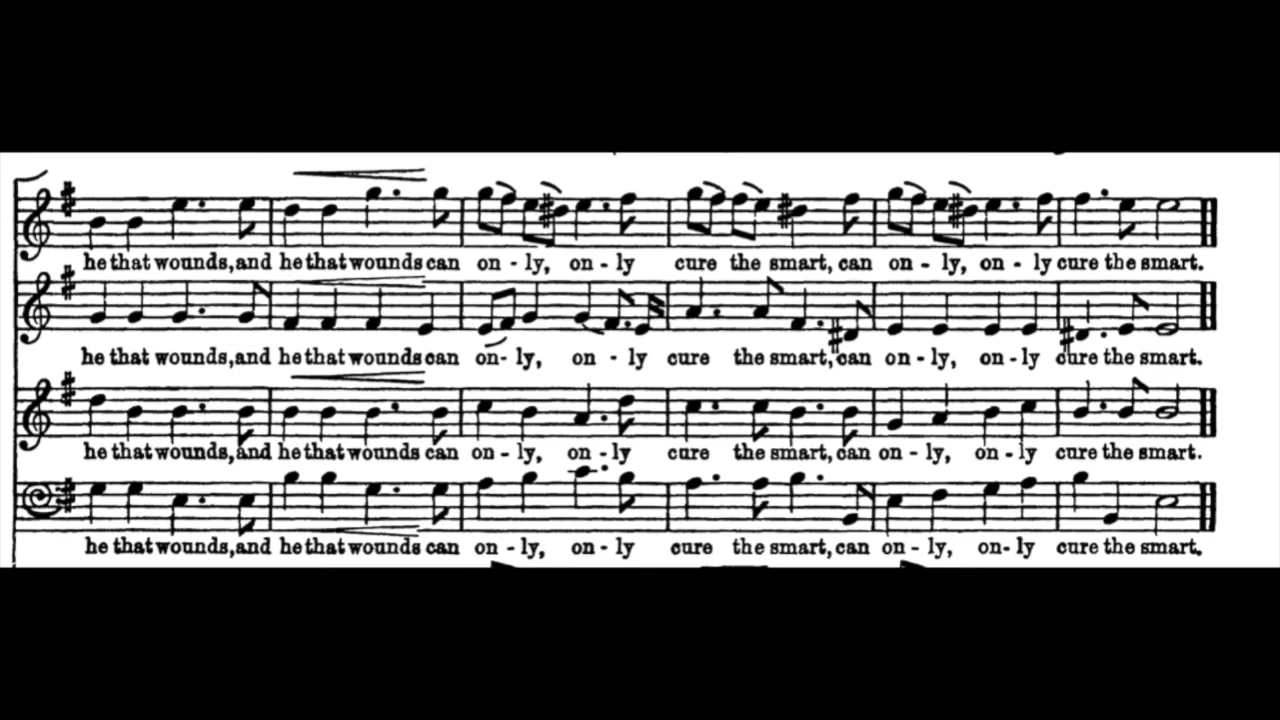 he that wounds, and he that wounds can on - ly, on - ly cure the smart, can on - ly, on - ly cure the smart.
he that wounds, and he that wounds can on- ly, on - ly cure the smart, can on - ly, on - ly cure the smart.
he that wounds, and he that wounds can on - ly, on - ly cure the smart, can on - ly, on - ly cure the smart.
he that wounds, and he that wounds can on - ly, on - ly cure the smart, can on - ly, on- ly cure the smart.